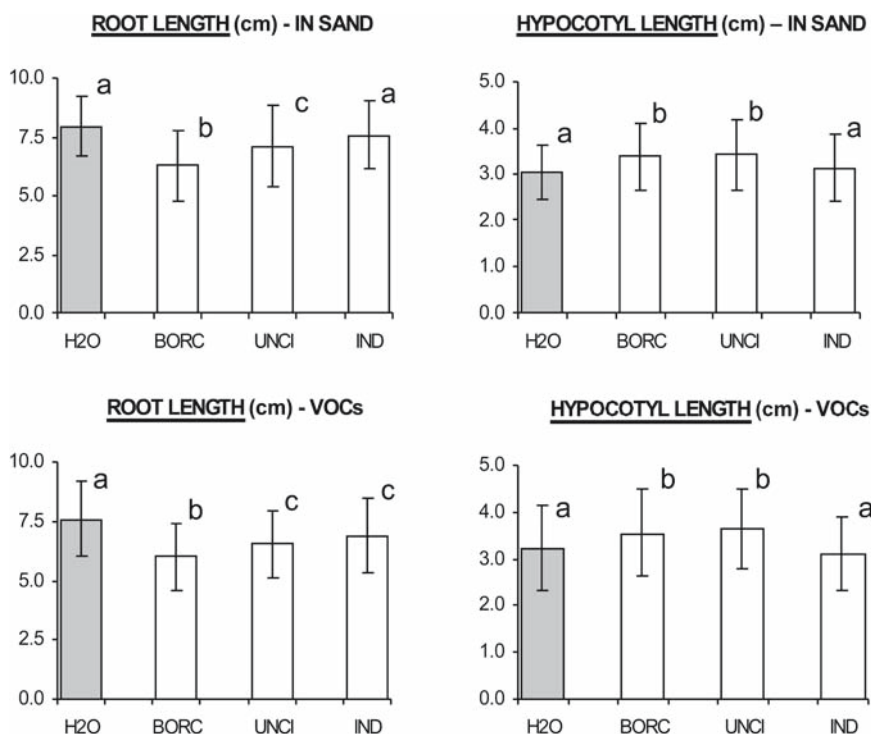 ROOT LENGTH (cm) - IN SAND
10.0
7.5
5.0
2.5
0.0
a
b
c
a
H2O BORC UNCI IND
HYPOCOTYL LENGTH (cm) – IN SAND
5.0
4.0
3.0
2.0
1.0
0.0
a
b
b
a
H2O BORC UNCI IND
ROOT LENGTH (cm) - VOCs
10.0
7.5
5.0
2.5
0.0
a
b
c
c
H2O BORC UNCI IND
HYPOCOTYL LENGTH (cm) - VOCs
5.0
4.0
3.0
2.0
1.0
0.0
a
b
b
a
H2O BORC UNCI IND